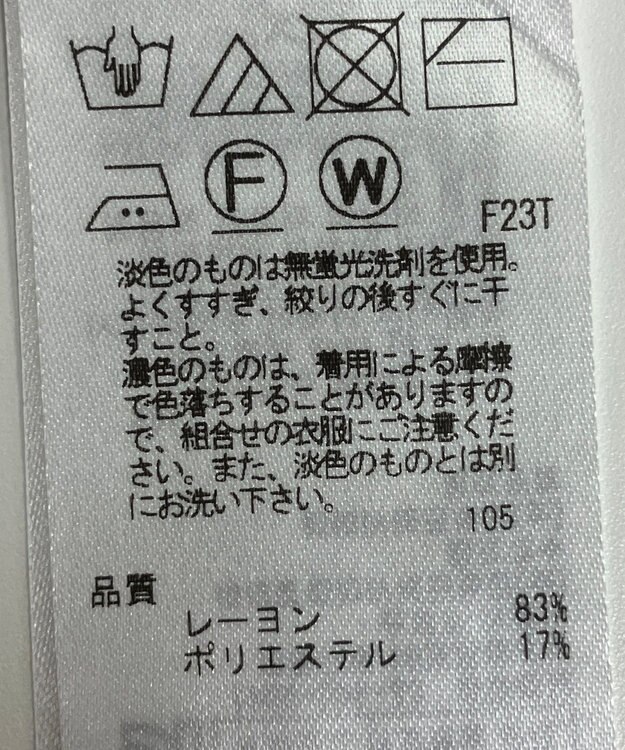 F
W
F23T
淡色のものは無蛍光洗剤を使用。
よくすすぎ、絞りの後すぐに干
すこと。
濃色のものは、着用による摩擦
で色落ちすることがありますの
で、組合せの衣服にご注意くだ
さい。また、淡色のものとは別
にお洗い下さい。
105
品質
レーヨン 83%
ポリエステル 17%